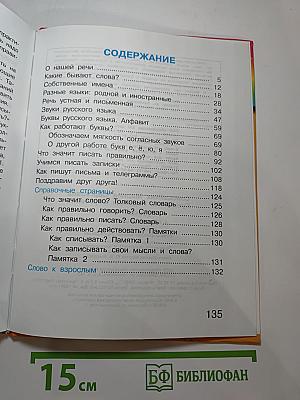 СОДЕРЖАНИЕ
О нашей речи
Какие бывают слова? 5
Собственные имена 12
Разные языки: родной и иностранные 18
Речь устная и письменная 28
Звуки русского языка 34
Буквы русского языка. Алфавит 47
Как работают буквы? 60
Обозначаем мягкость согласных звуков 69
О другой работе букв е, ё, ю, я 80
Что значит писать правильно? 92
Учимся писать записки 102
Как пишут письма и телеграммы? 108
Поздравим друг друга! 118
Справочные страницы 124
Что значит слово? Толковый словарь 125
Как правильно говорить? Словарь 126
Как правильно писать? Словарь 128
Как правильно действовать? Памятки 130
Как списывать? Памятка 1 130
Как записывать свои мысли и слова?
Памятка 2 131
Слово к взрослым 132
135
15 см
БФ БИБЛИОФАН